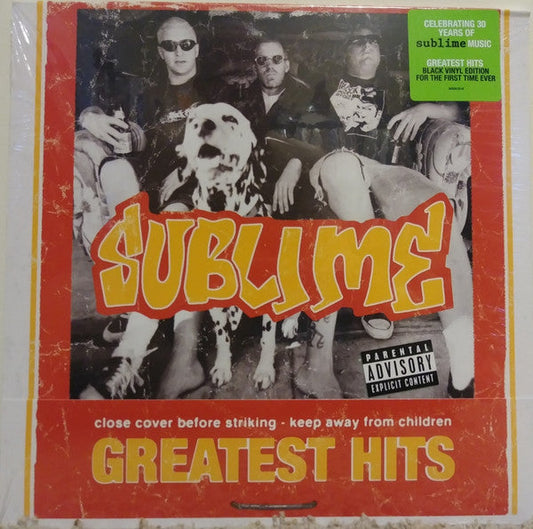 CELEBRATING 30
YEARS OF
sublime MUSIC
GREATEST HITS
BLACK VINYL EDITION
FOR THE FIRST TIME EVER
SUBLIME
PARENTAL
ADVISORY
EXPLICIT CONTENT
close cover before striking - keep away from children
GREATEST HITS